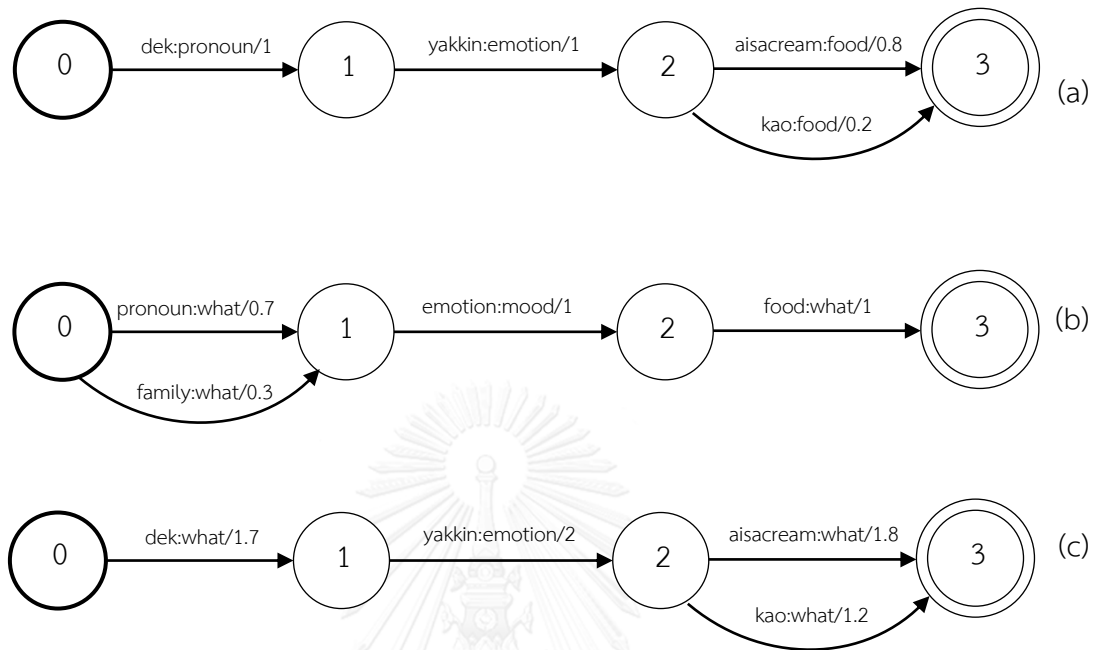 0 dek:pronoun/1 1 yakkin:emotion/1 2 aisacream:food/0.8 3
kao:food/0.2
(a)
0 pronoun:what/0.7 1 emotion:mood/1 2 food:what/1 3
family:what/0.3
(b)
0 dek:what/1.7 1 yakkin:emotion/2 2 aisacream:what/1.8 3
kao:what/1.2
(c)